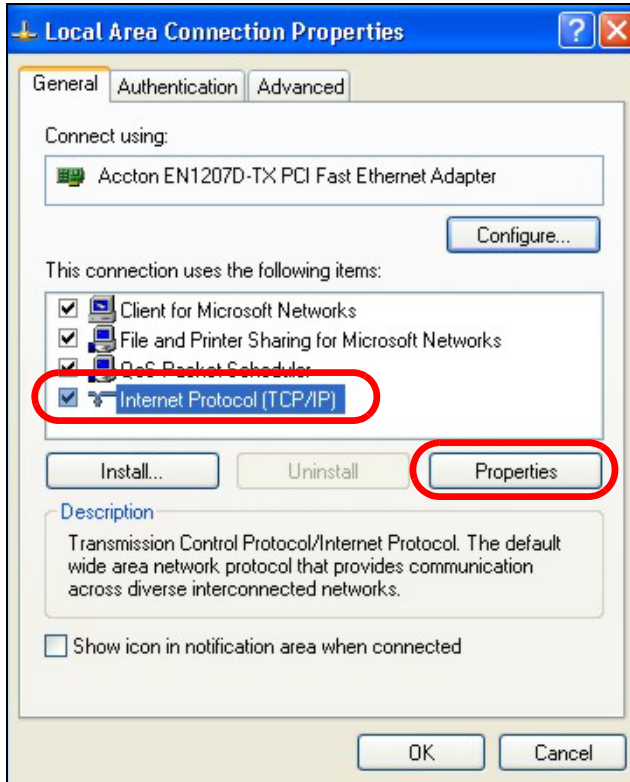 Local Area Connection Properties
General Authentication Advanced
Connect using:
Accton EN1207D-TX PCI Fast Ethernet Adapter
Configure...
This connection uses the following items:
Client for Microsoft Networks
File and Printer Sharing for Microsoft Networks
QoS Packet Scheduler
Internet Protocol (TCP/IP)
Install... Uninstall Properties
Description
Transmission Control Protocol/Internet Protocol. The default
wide area network protocol that provides communication
across diverse interconnected networks.
Show icon in notification area when connected
OK Cancel